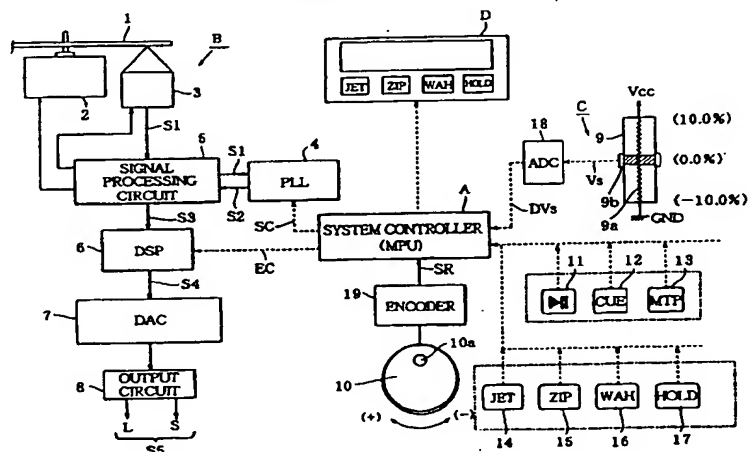 1
B
2
3
S1
D
JET ZIP WAH HOLD
C
Vcc
9
(10.0%)
(0.0%)
(-10.0%)
9b
9a
GND
18
ADC
Vs
DVs
5
SIGNAL PROCESSING CIRCUIT
S1
S2
4
PLL
SC
A
SYSTEM CONTROLLER (MPU)
S3
6
DSP
EC
S4
SR
19
ENCODER
7
DAC
10
10a
(+)
(-)
8
OUTPUT CIRCUIT
L
S
S5
11
12
13
CUE
MTP
JET ZIP WAH HOLD
14
15
16
17